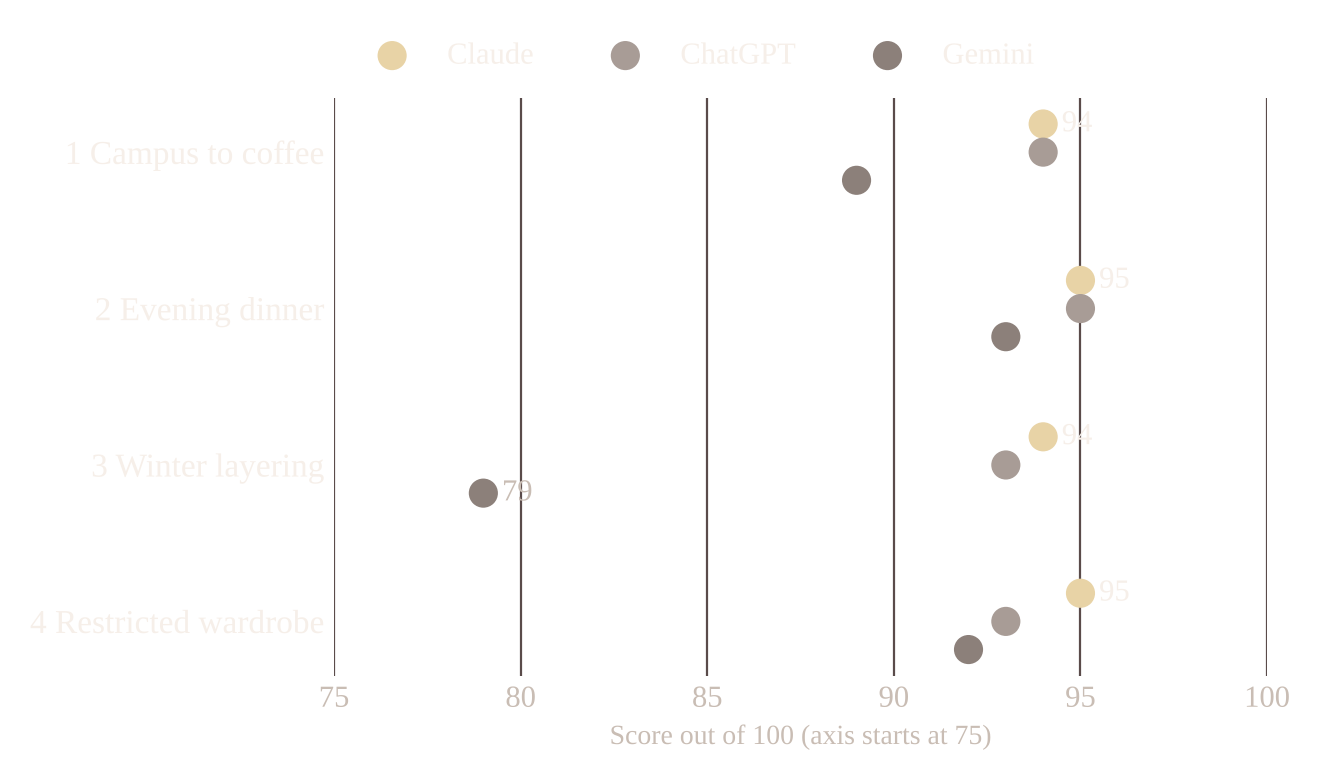 Claude ChatGPT Gemini
94
1 Campus to coffee
95
2 Evening dinner
94
3 Winter layering
79
95
4 Restricted wardrobe
75 80 85 90 95 100
Score out of 100 (axis starts at 75)